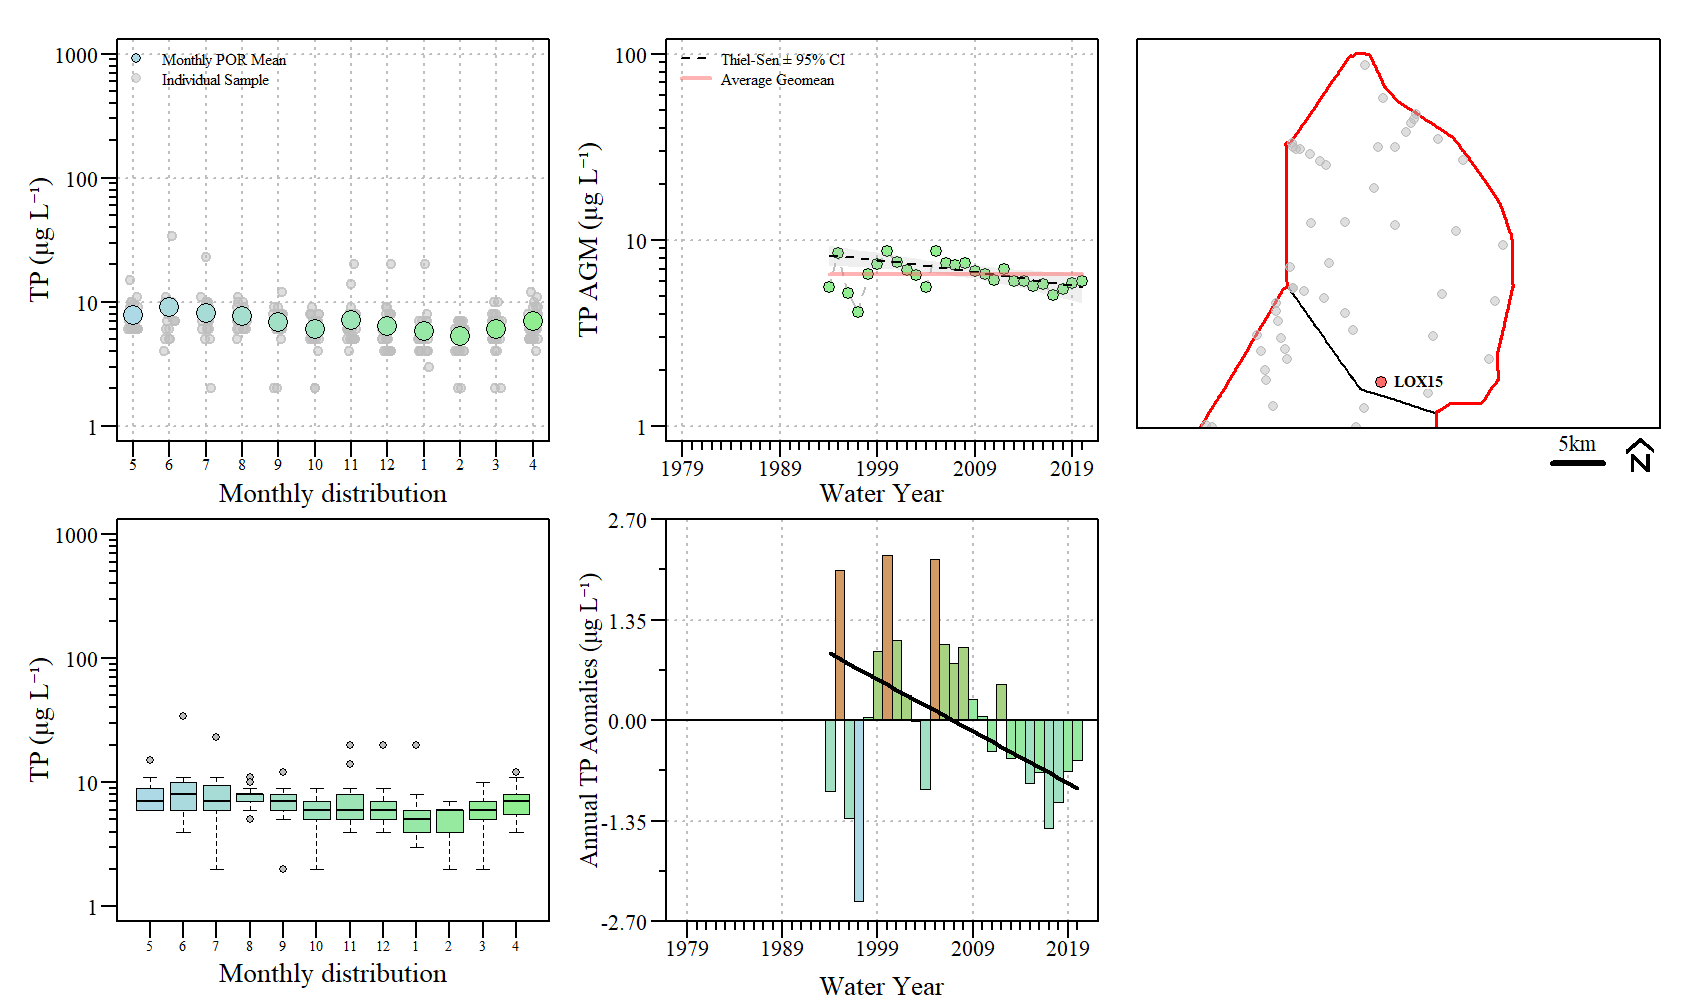 1000
100
10
1
TP (µg L⁻¹)
Monthly POR Mean
Individual Sample
5 6 7 8 9 10 11 12 1 2 3 4
Monthly distribution
100
10
1
TP AGM (µg L⁻¹)
Thiel-Sen ± 95% CI
Average Geomean
1979 1989 1999 2009 2019
Water Year
LOX15
5km
N
1000
100
10
1
TP (µg L⁻¹)
5 6 7 8 9 10 11 12 1 2 3 4
Monthly distribution
2.70
1.35
0.00
-1.35
-2.70
Annual TP Aomalies (µg L⁻¹)
1979 1989 1999 2009 2019
Water Year